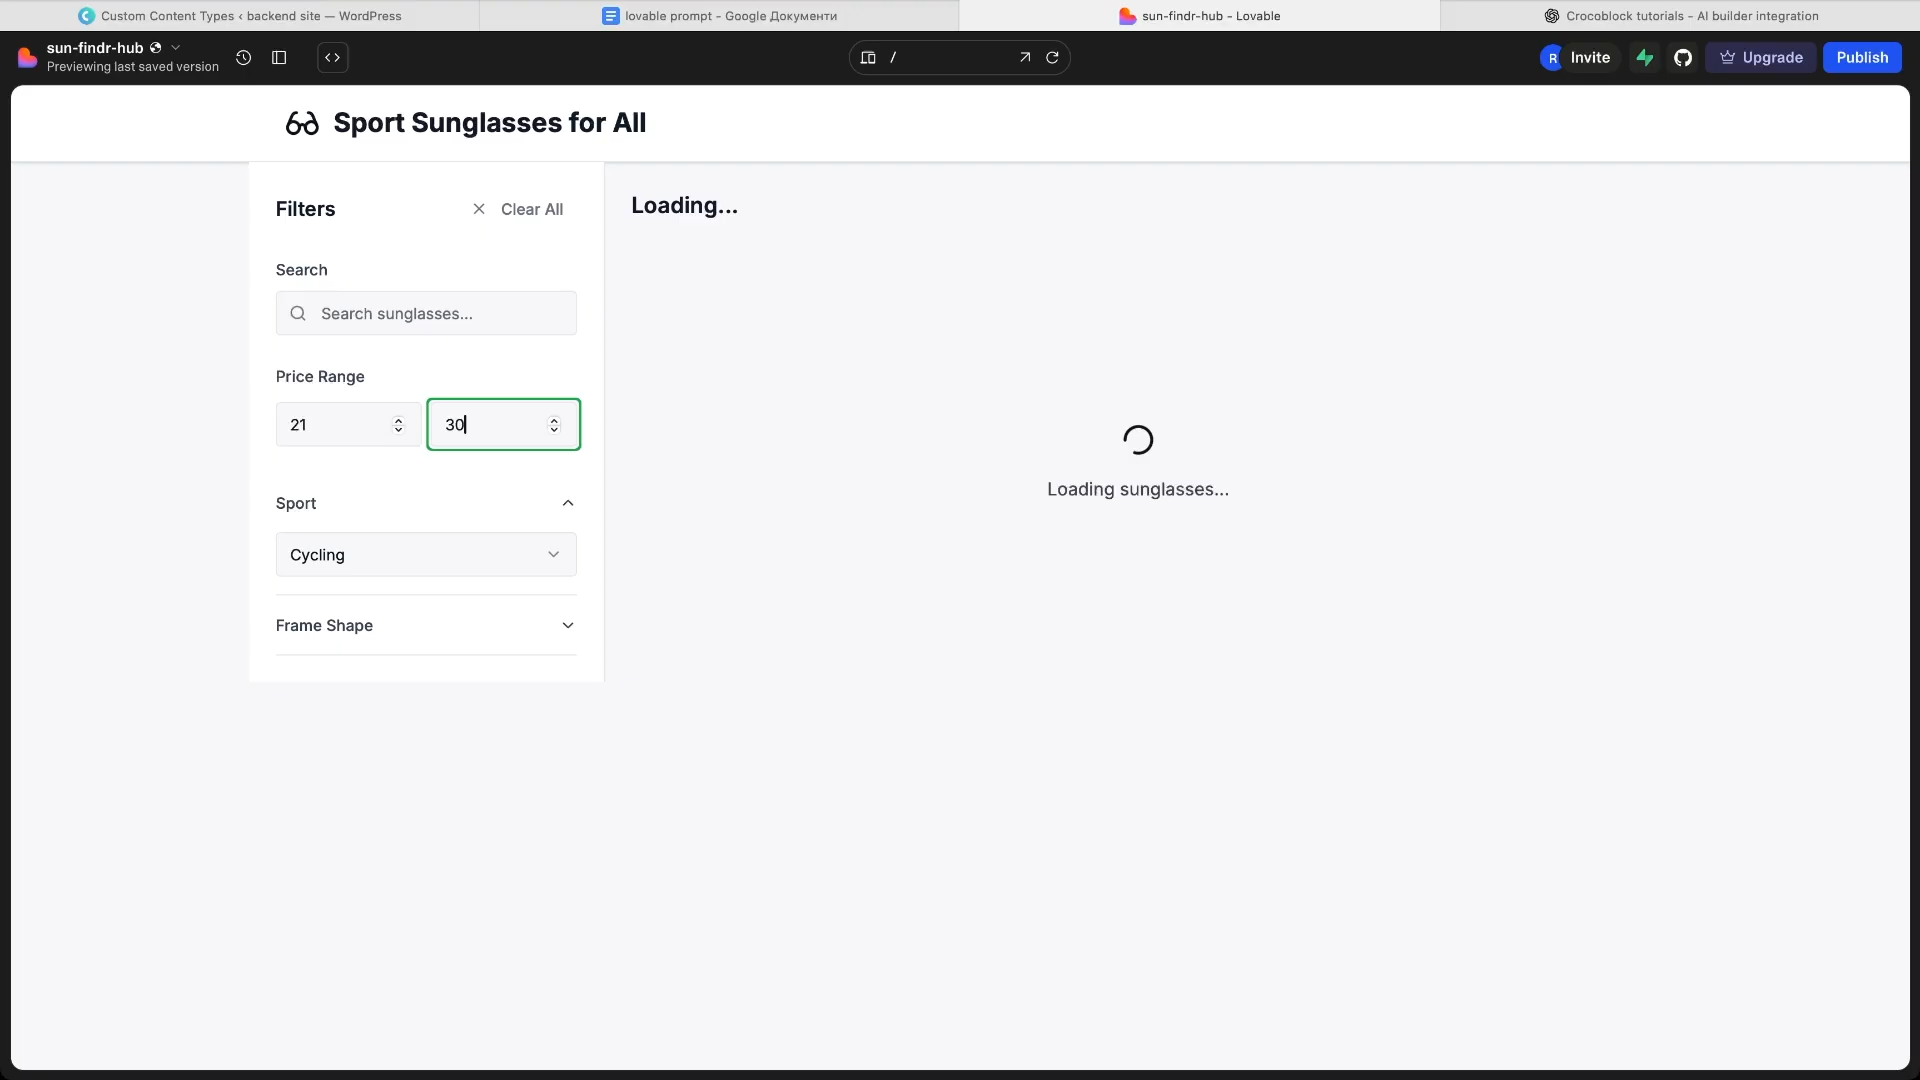 Custom Content Types ‹ backend site — WordPress
lovable prompt - Google Документи
sun-findr-hub - Lovable
Crocoblock tutorials - AI builder integration
sun-findr-hub
Previewing last saved version
/
R
Invite
Upgrade
Publish
Sport Sunglasses for All
Filters
Clear All
Search
Search sunglasses...
Price Range
21
30
Sport
Cycling
Frame Shape
Loading...
Loading sunglasses...